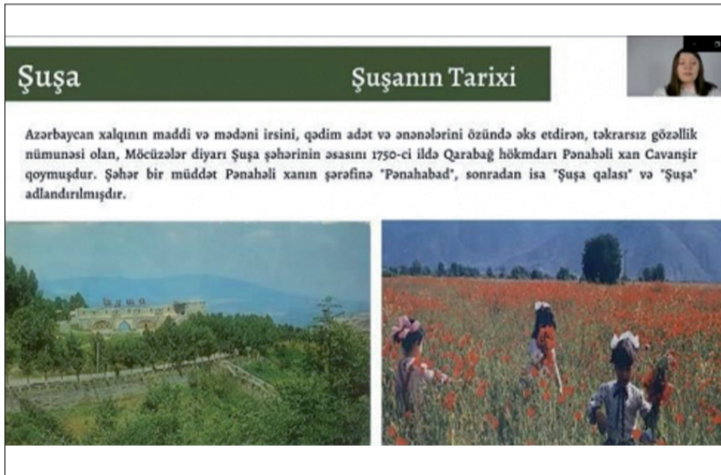 Şuşa
Şuşanın Tarixi
Azərbaycan xalqının maddi və mədəni irsini, qədim adət və ənənələrini özündə əks etdirən, təkrarsız gözəllik
nümunəsi olan, Möcüzələr diyarı Şuşa şəhərinin əsasını 1750-ci ildə Qarabağ hökmdarı Pənahəli xan Cavanşir
qoymuşdur. Şəhər bir müddət Pənahəli xanın şərəfinə "Pənahabad", sonradan isa "Şuşa qalası" və "Şuşa"
adlandırılmışdır.